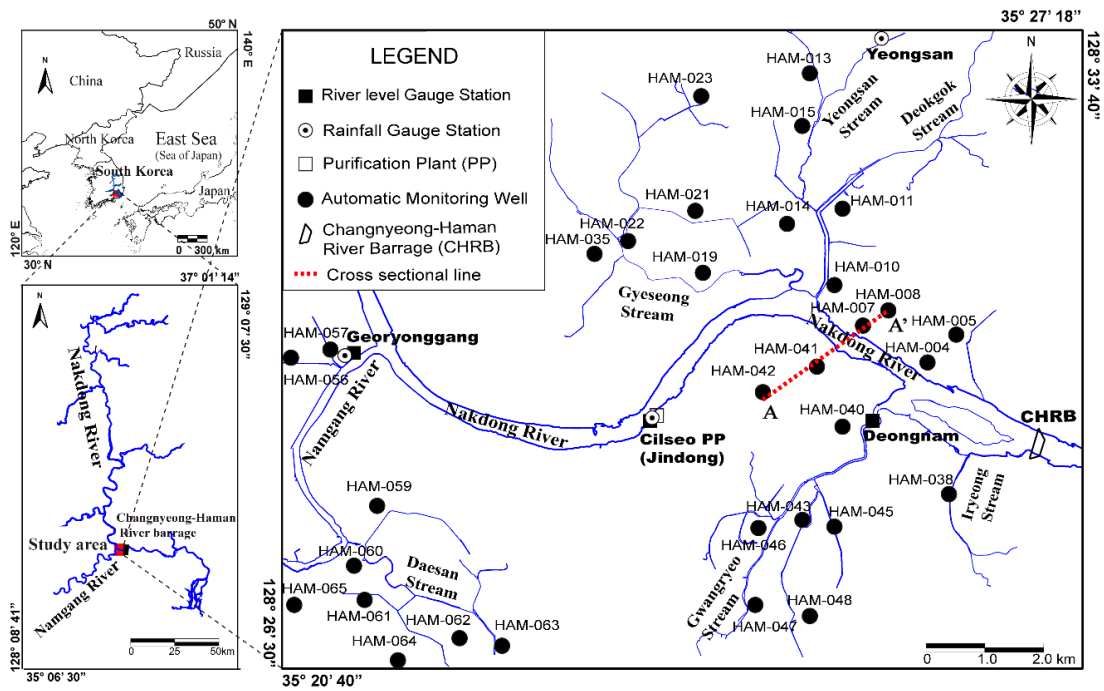 50° N
140° E
Russia
N
China
North Korea
East Sea
(Sea of Japan)
South Korea
Japan
120° E
0 300 km
30° N
37° 01’ 14”
129° 07’ 30”
N
Nakdong River
Changnyeong-Haman
River barrage
Study area
Namgang River
128° 08’ 41”
0 25 50km
35° 06’ 30”
35° 27’ 18”
128° 33’ 40”
LEGEND
River level Gauge Station
Rainfall Gauge Station
Purification Plant (PP)
Automatic Monitoring Well
Changnyeong-Haman
River Barrage (CHRB)
Cross sectional line
N
Yeongsan
HAM-013
HAM-023
HAM-015
Yeongsan
Stream
Deokgok
Stream
HAM-021
HAM-014
HAM-011
HAM-022
HAM-035
HAM-019
HAM-010
Gyeseong
Stream
HAM-008
HAM-007
A’
HAM-005
HAM-004
Nakdong River
HAM-057
Georyonggang
HAM-056
HAM-041
HAM-042
A
Namgang River
Nakdong River
Cilseo PP
(Jindong)
HAM-040
Deongnam
CHRB
HAM-038
Iryeong
Stream
HAM-059
HAM-043
HAM-045
HAM-046
HAM-060
Daesan
Stream
HAM-065
HAM-061
HAM-062
HAM-063
HAM-064
Gwangryeo
Stream
HAM-048
HAM-047
128° 26’ 30”
0 1.0 2.0 km
35° 20’ 40”